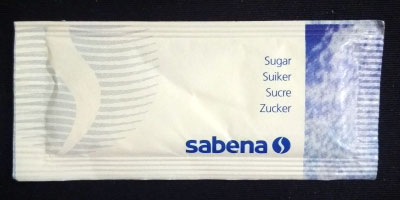 Sugar
Suiker
Sucre
Zucker
sabena